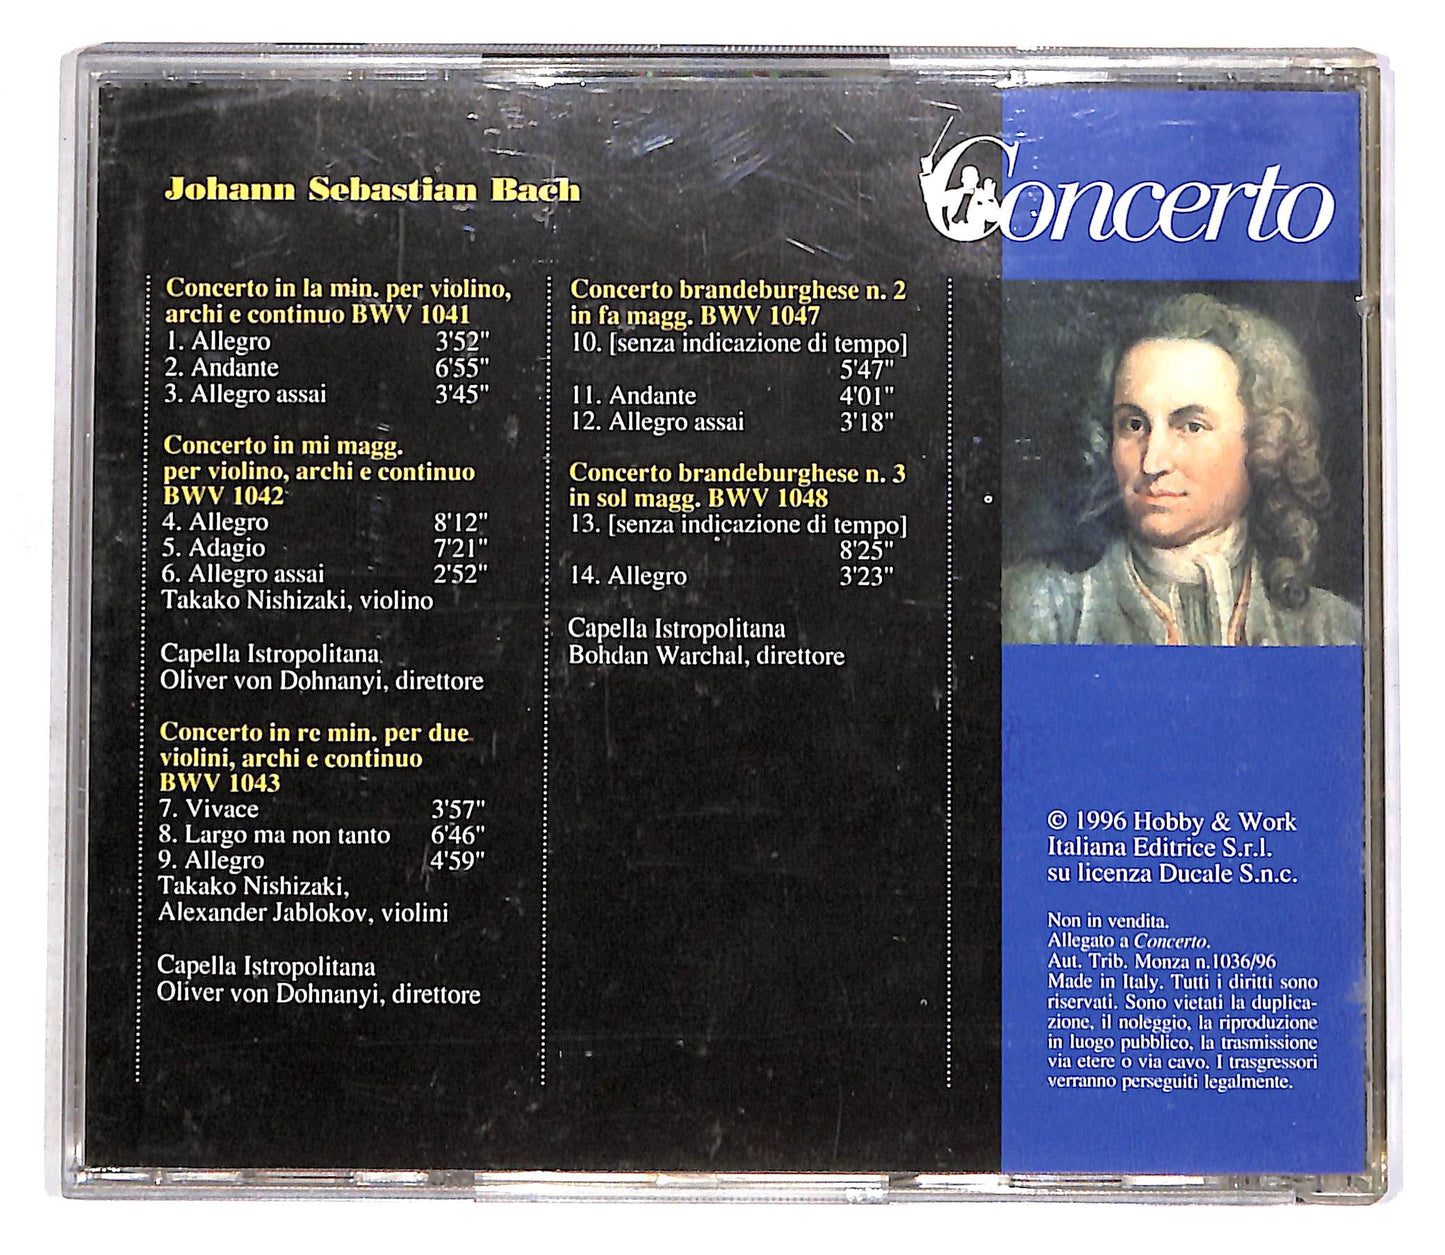 Johann Sebastian Bach
Concerto in la min. per violino,
archi e continuo BWV 1041
1. Allegro 3'52"
2. Andante 6'55"
3. Allegro assai 3'45"
Concerto in mi magg.
per violino, archi e continuo
BWV 1042
4. Allegro 8'12"
5. Adagio 7'21"
6. Allegro assai 2'52"
Takako Nishizaki, violino
Capella Istropolitana
Oliver von Dohnanyi, direttore
Concerto in re min. per due
violini, archi e continuo
BWV 1043
7. Vivace 3'57"
8. Largo ma non tanto 6'46"
9. Allegro 4'59"
Takako Nishizaki,
Alexander Jablokov, violini
Capella Istropolitana
Oliver von Dohnanyi, direttore
Concerto brandeburghese n. 2
in fa magg. BWV 1047
10. [senza indicazione di tempo]
5'47"
11. Andante 4'01"
12. Allegro assai 3'18"
Concerto brandeburghese n. 3
in sol magg. BWV 1048
13. [senza indicazione di tempo]
8'25"
14. Allegro 3'23"
Capella Istropolitana
Bohdan Warchal, direttore
Concerto
© 1996 Hobby & Work
Italiana Editrice S.r.l.
su licenza Ducale S.n.c.
Non in vendita.
Allegato a Concerto.
Aut. Trib. Monza n.1036/96
Made in Italy. Tutti i diritti sono
riservati. Sono vietati la duplica-
zione, il noleggio, la riproduzione
in luogo pubblico, la trasmissione
via etere o via cavo. I trasgressori
verranno perseguiti legalmente.